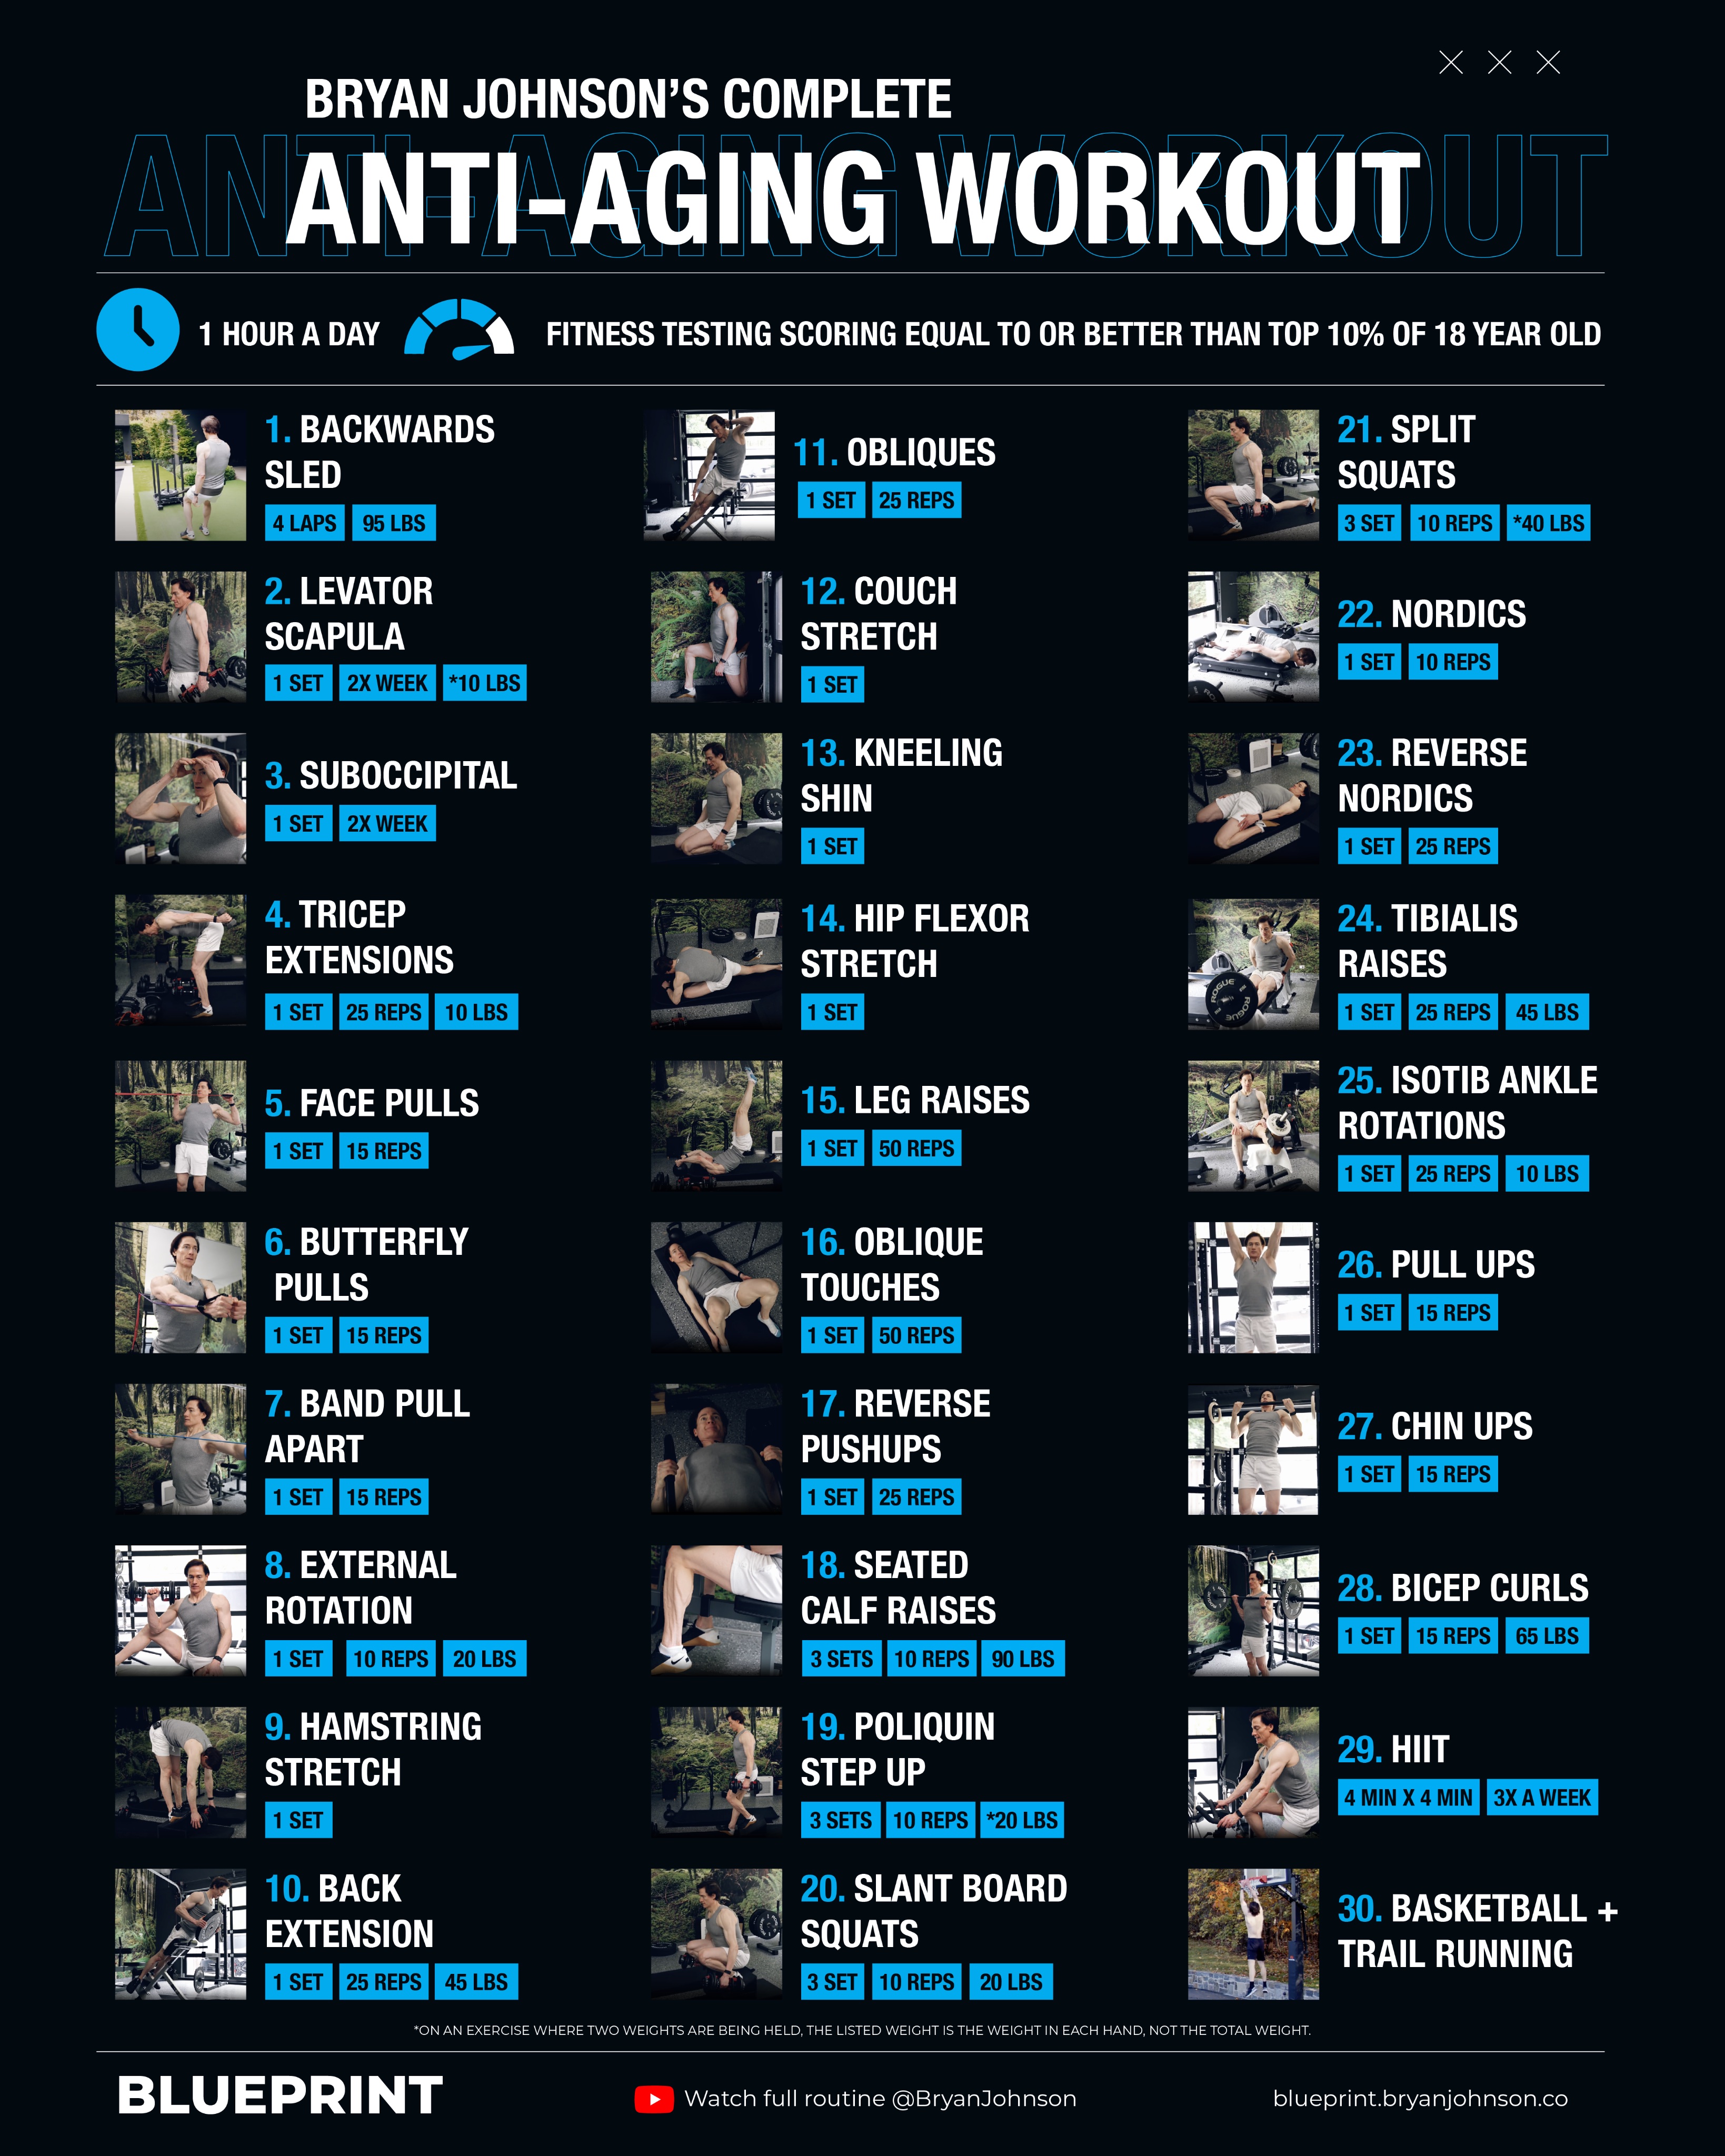 BRYAN JOHNSON'S COMPLETE
ANTI-AGING WORKOUT
ANTI-AGING WORKOUT
1 HOUR A DAY
FITNESS TESTING SCORING EQUAL TO OR BETTER THAN TOP 10% OF 18 YEAR OLD
1. BACKWARDS
SLED
4 LAPS 95 LBS
2. LEVATOR
SCAPULA
1 SET 2X WEEK *10 LBS
3. SUBOCCIPITAL
1 SET 2X WEEK
4. TRICEP
EXTENSIONS
1 SET 25 REPS 10 LBS
5. FACE PULLS
1 SET 15 REPS
6. BUTTERFLY
PULLS
1 SET 15 REPS
7. BAND PULL
APART
1 SET 15 REPS
8. EXTERNAL
ROTATION
1 SET 10 REPS 20 LBS
9. HAMSTRING
STRETCH
1 SET
10. BACK
EXTENSION
1 SET 25 REPS 45 LBS
11. OBLIQUES
1 SET 25 REPS
12. COUCH
STRETCH
1 SET
13. KNEELING
SHIN
1 SET
14. HIP FLEXOR
STRETCH
1 SET
15. LEG RAISES
1 SET 50 REPS
16. OBLIQUE
TOUCHES
1 SET 50 REPS
17. REVERSE
PUSHUPS
1 SET 25 REPS
18. SEATED
CALF RAISES
3 SETS 10 REPS 90 LBS
19. POLIQUIN
STEP UP
3 SETS 10 REPS *20 LBS
20. SLANT BOARD
SQUATS
3 SET 10 REPS 20 LBS
21. SPLIT
SQUATS
3 SET 10 REPS *40 LBS
22. NORDICS
1 SET 10 REPS
23. REVERSE
NORDICS
1 SET 25 REPS
24. TIBIALIS
RAISES
ROGUE
ROGUE
1 SET 25 REPS 45 LBS
25. ISOTIB ANKLE
ROTATIONS
1 SET 25 REPS 10 LBS
26. PULL UPS
1 SET 15 REPS
27. CHIN UPS
1 SET 15 REPS
28. BICEP CURLS
1 SET 15 REPS 65 LBS
29. HIIT
4 MIN X 4 MIN 3X A WEEK
30. BASKETBALL +
TRAIL RUNNING
*ON AN EXERCISE WHERE TWO WEIGHTS ARE BEING HELD, THE LISTED WEIGHT IS THE WEIGHT IN EACH HAND, NOT THE TOTAL WEIGHT.
BLUEPRINT
Watch full routine @BryanJohnson
blueprint.bryanjohnson.co